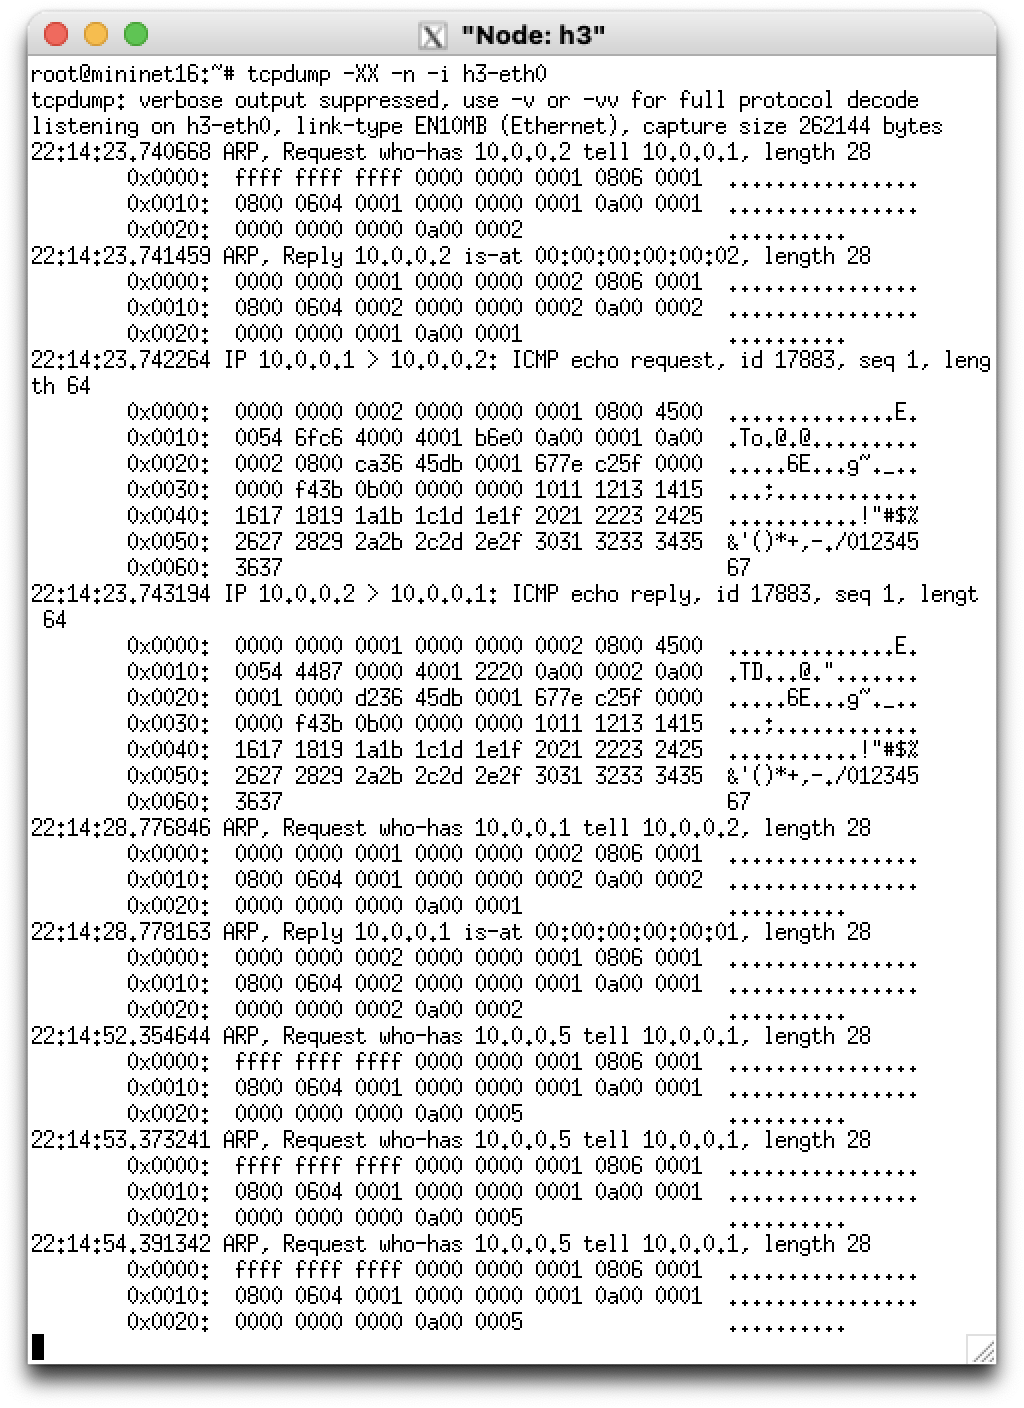 "Node: h3"
root@mininet16:~# tcpdump -XX -n -i h3-eth0
tcpdump: verbose output suppressed, use -v or -vv for full protocol decode
listening on h3-eth0, link-type EN10MB (Ethernet), capture size 262144 bytes
22:14:23.740668 ARP, Request who-has 10.0.0.2 tell 10.0.0.1, length 28
        0x0000:  ffff ffff ffff 0000 0000 0001 0806 0001  ................
        0x0010:  0800 0604 0001 0000 0000 0001 0a00 0001  ................
        0x0020:  0000 0000 0000 0a00 0002                 ..........
22:14:23.741459 ARP, Reply 10.0.0.2 is-at 00:00:00:00:00:02, length 28
        0x0000:  0000 0000 0001 0000 0000 0002 0806 0001  ................
        0x0010:  0800 0604 0002 0000 0000 0002 0a00 0002  ................
        0x0020:  0000 0000 0001 0a00 0001                 ..........
22:14:23.742264 IP 10.0.0.1 > 10.0.0.2: ICMP echo request, id 17883, seq 1, leng
th 64
        0x0000:  0000 0000 0002 0000 0000 0001 0800 4500  ..............E.
        0x0010:  0054 6fc6 4000 4001 b6e0 0a00 0001 0a00  .To.@.@.........
        0x0020:  0002 0800 ca36 45db 0001 677e c25f 0000  .....6E...g~._..
        0x0030:  0000 f43b 0b00 0000 0000 1011 1213 1415  ...;............
        0x0040:  1617 1819 1a1b 1c1d 1e1f 2021 2223 2425  ...........!"#$%
        0x0050:  2627 2829 2a2b 2c2d 2e2f 3031 3233 3435  &'()*+,-./012345
        0x0060:  3637                                     67
22:14:23.743194 IP 10.0.0.2 > 10.0.0.1: ICMP echo reply, id 17883, seq 1, lengt
 64
        0x0000:  0000 0000 0001 0000 0000 0002 0800 4500  ..............E.
        0x0010:  0054 4487 0000 4001 2220 0a00 0002 0a00  .TD...@.".......
        0x0020:  0001 0000 d236 45db 0001 677e c25f 0000  .....6E...g~._..
        0x0030:  0000 f43b 0b00 0000 0000 1011 1213 1415  ...;............
        0x0040:  1617 1819 1a1b 1c1d 1e1f 2021 2223 2425  ...........!"#$%
        0x0050:  2627 2829 2a2b 2c2d 2e2f 3031 3233 3435  &'()*+,-./012345
        0x0060:  3637                                     67
22:14:28.776846 ARP, Request who-has 10.0.0.1 tell 10.0.0.2, length 28
        0x0000:  0000 0000 0001 0000 0000 0002 0806 0001  ................
        0x0010:  0800 0604 0001 0000 0000 0002 0a00 0002  ................
        0x0020:  0000 0000 0000 0a00 0001                 ..........
22:14:28.778163 ARP, Reply 10.0.0.1 is-at 00:00:00:00:00:01, length 28
        0x0000:  0000 0000 0002 0000 0000 0001 0806 0001  ................
        0x0010:  0800 0604 0002 0000 0000 0001 0a00 0001  ................
        0x0020:  0000 0000 0002 0a00 0002                 ..........
22:14:52.354644 ARP, Request who-has 10.0.0.5 tell 10.0.0.1, length 28
        0x0000:  ffff ffff ffff 0000 0000 0001 0806 0001  ................
        0x0010:  0800 0604 0001 0000 0000 0001 0a00 0001  ................
        0x0020:  0000 0000 0000 0a00 0005                 ..........
22:14:53.373241 ARP, Request who-has 10.0.0.5 tell 10.0.0.1, length 28
        0x0000:  ffff ffff ffff 0000 0000 0001 0806 0001  ................
        0x0010:  0800 0604 0001 0000 0000 0001 0a00 0001  ................
        0x0020:  0000 0000 0000 0a00 0005                 ..........
22:14:54.391342 ARP, Request who-has 10.0.0.5 tell 10.0.0.1, length 28
        0x0000:  ffff ffff ffff 0000 0000 0001 0806 0001  ................
        0x0010:  0800 0604 0001 0000 0000 0001 0a00 0001  ................
        0x0020:  0000 0000 0000 0a00 0005                 ..........